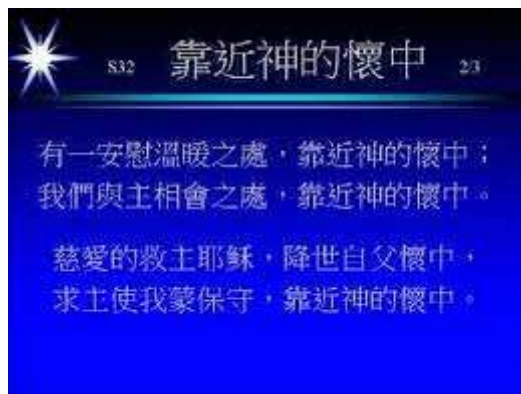 S32 靠近神的懷中 2/3
有一安慰溫暖之處，靠近神的懷中；
我們與主相會之處，靠近神的懷中。
慈愛的救主耶穌，降世自父懷中，
求主使我蒙保守，靠近神的懷中。